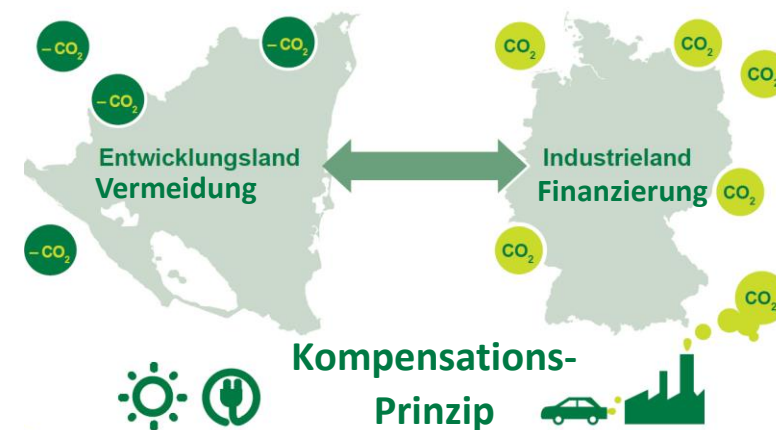 – CO₂
– CO₂
– CO₂
– CO₂
Entwicklungsland
Vermeidung
CO₂
CO₂
CO₂
Industrieland
Finanzierung
CO₂
CO₂
CO₂
Kompensations-
Prinzip